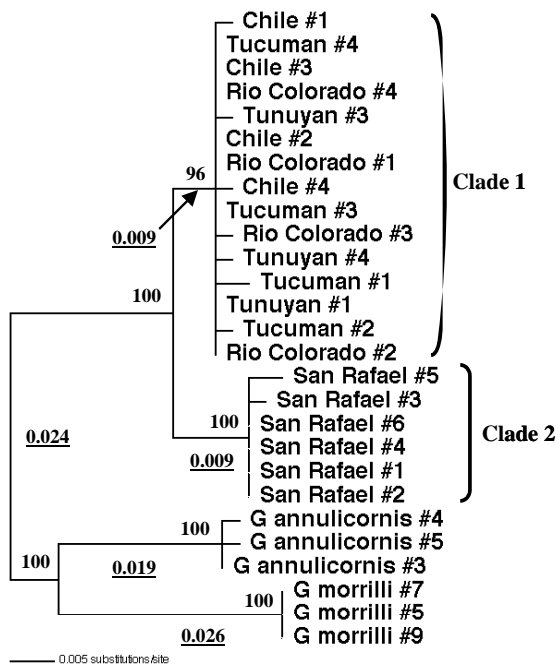 Chile #1
Tucuman #4
Chile #3
Rio Colorado #4
Tunuyan #3
Chile #2
Rio Colorado #1
96
Chile #4
Clade 1
Tucuman #3
0.009
Rio Colorado #3
Tunuyan #4
Tucuman #1
100
Tunuyan #1
Tucuman #2
Rio Colorado #2
San Rafael #5
San Rafael #3
100
San Rafael #6
Clade 2
0.024
San Rafael #4
0.009
San Rafael #1
San Rafael #2
G annulicornis #4
100
G annulicornis #5
100
0.019
G annulicornis #3
G morrilli #7
100
G morrilli #5
0.026
G morrilli #9
0.005 substitutions/site